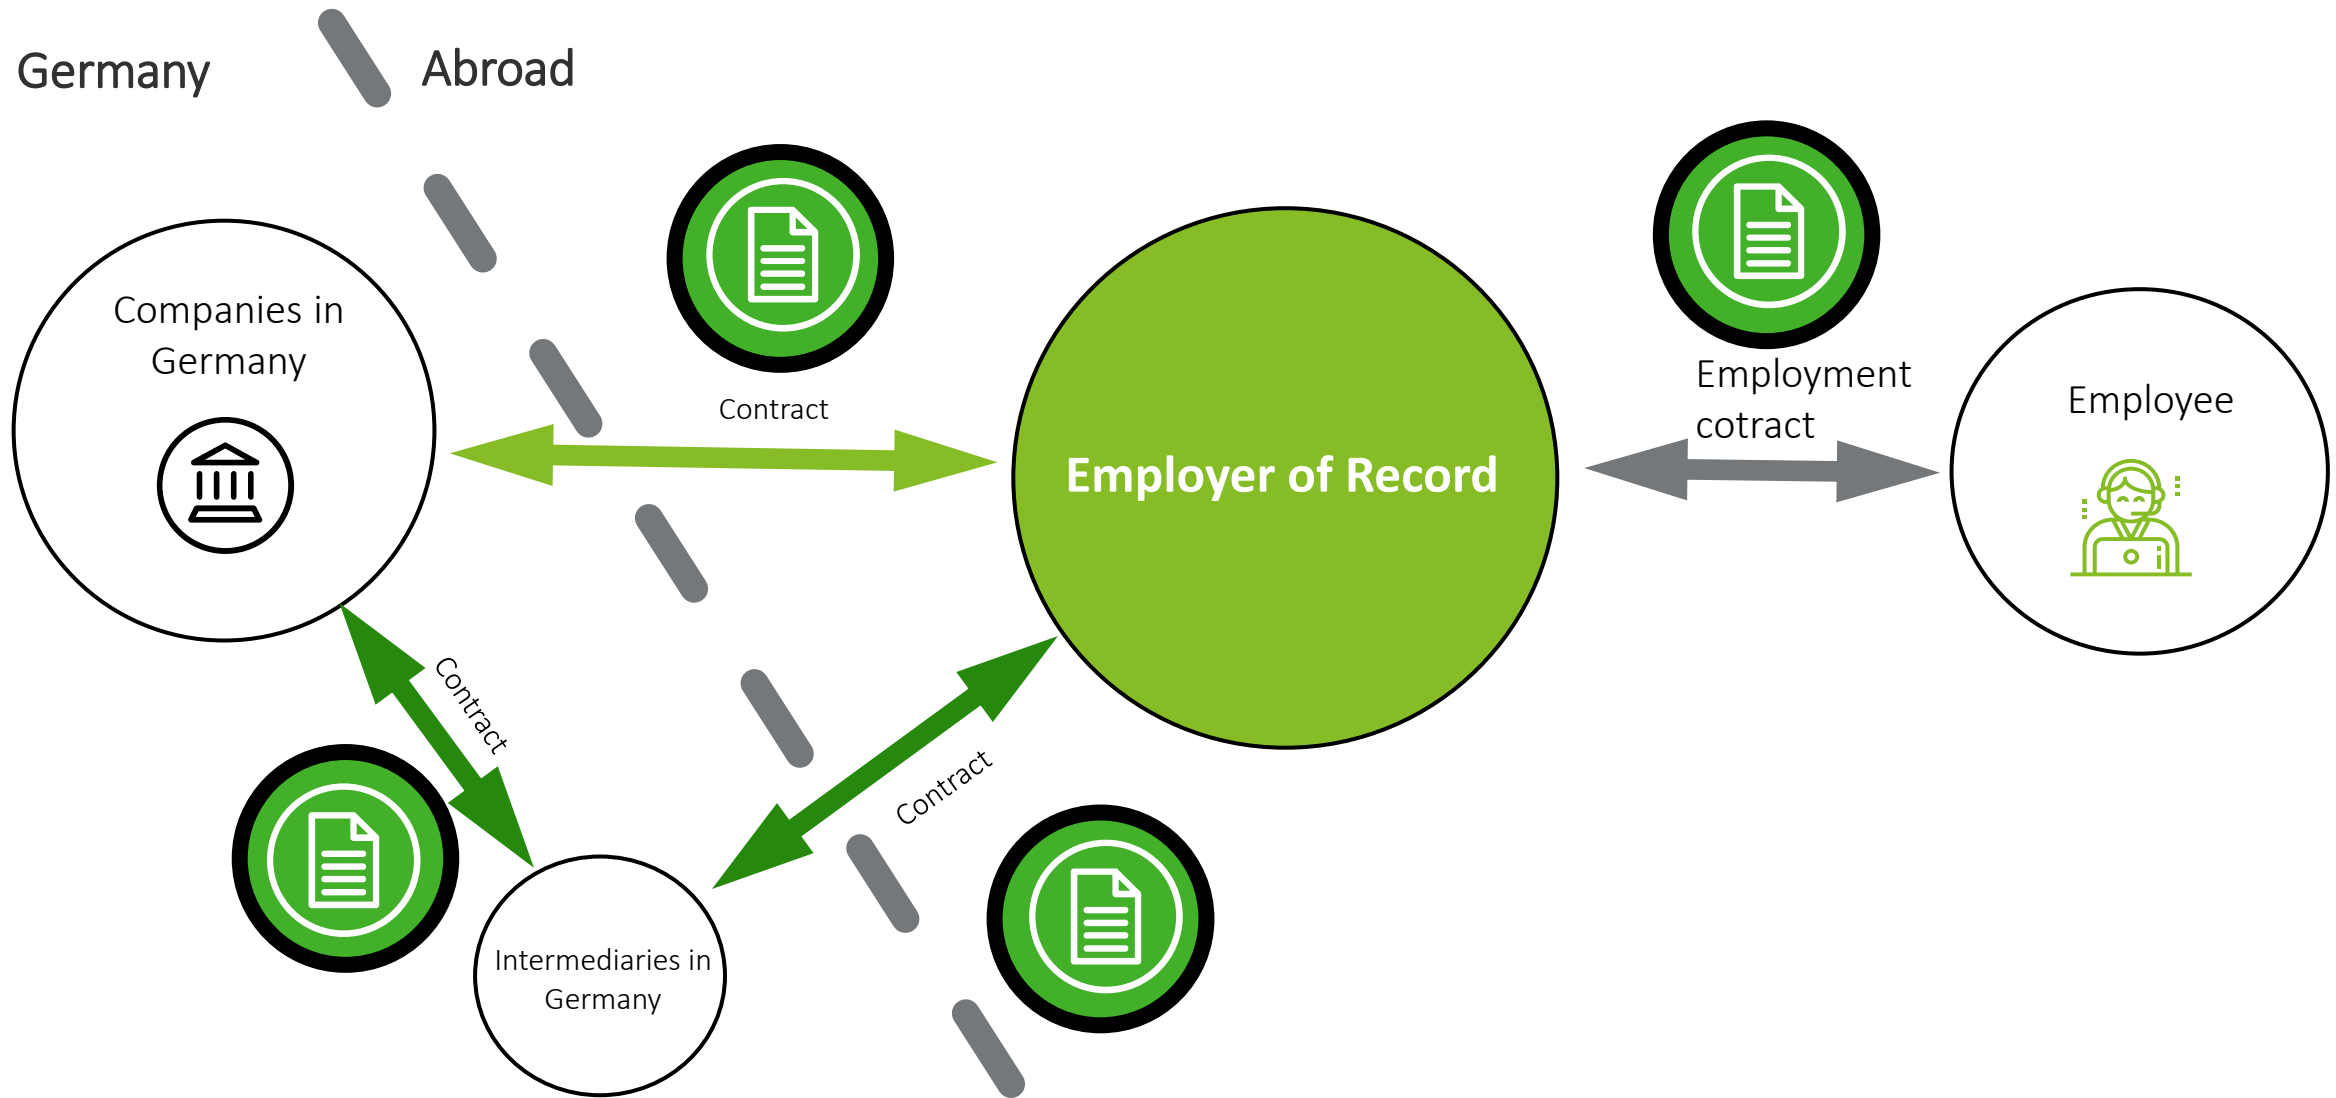 Germany
Abroad
Companies in
Germany
Contract
Employer of Record
Employment
cotract
Employee
Contract
Contract
Intermediaries in
Germany